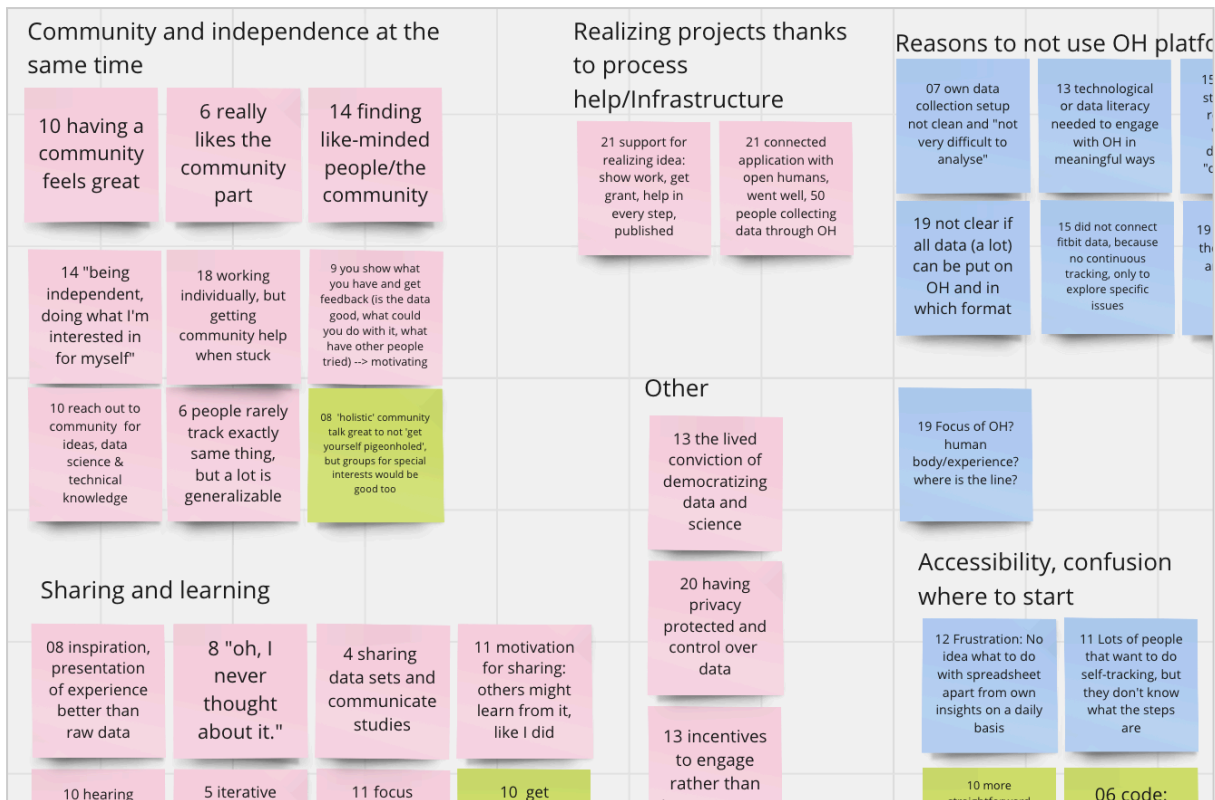 Community and independence at the
same time
10 having a
community
feels great
6 really
likes the
community
part
14 finding
like-minded
people/the
community
14 "being
independent,
doing what I'm
interested in
for myself"
18 working
individually, but
getting
community help
when stuck
9 you show what
you have and get
feedback (is the data
good, what could
you do with it, what
have other people
tried) --> motivating
10 reach out to
community for
ideas, data
science &
technical
knowledge
6 people rarely
track exactly
same thing,
but a lot is
generalizable
08 'holistic' community
talk great to not 'get
yourself pigeonholed',
but groups for special
interests would be
good too
Realizing projects thanks
to process
help/Infrastructure
21 support for
realizing idea:
show work, get
grant, help in
every step,
published
21 connected
application with
open humans,
went well, 50
people collecting
data through OH
Reasons to not use OH
07 own data
collection setup
not clean and "not
very difficult to
analyse"
13 technological
or data literacy
needed to engage
with OH in
meaningful ways
15
19 not clear if
all data (a lot)
can be put on
OH and in
which format
15 did not connect
fitbit data, because
no continuous
tracking, only to
explore specific
issues
19
19 Focus of OH?
human
body/experience?
where is the line?
Other
13 the lived
conviction of
democratizing
data and
science
20 having
privacy
protected and
control over
data
13 incentives
to engage
rather than
Sharing and learning
08 inspiration,
presentation
of experience
better than
raw data
8 "oh, I
never
thought
about it."
4 sharing
data sets and
communicate
studies
11 motivation
for sharing:
others might
learn from it,
like I did
10 hearing
5 iterative
11 focus
10 get
Accessibility, confusion
where to start
12 Frustration: No
idea what to do
with spreadsheet
apart from own
insights on a daily
basis
11 Lots of people
that want to do
self-tracking, but
they don't know
what the steps
are
10 more
06 code: